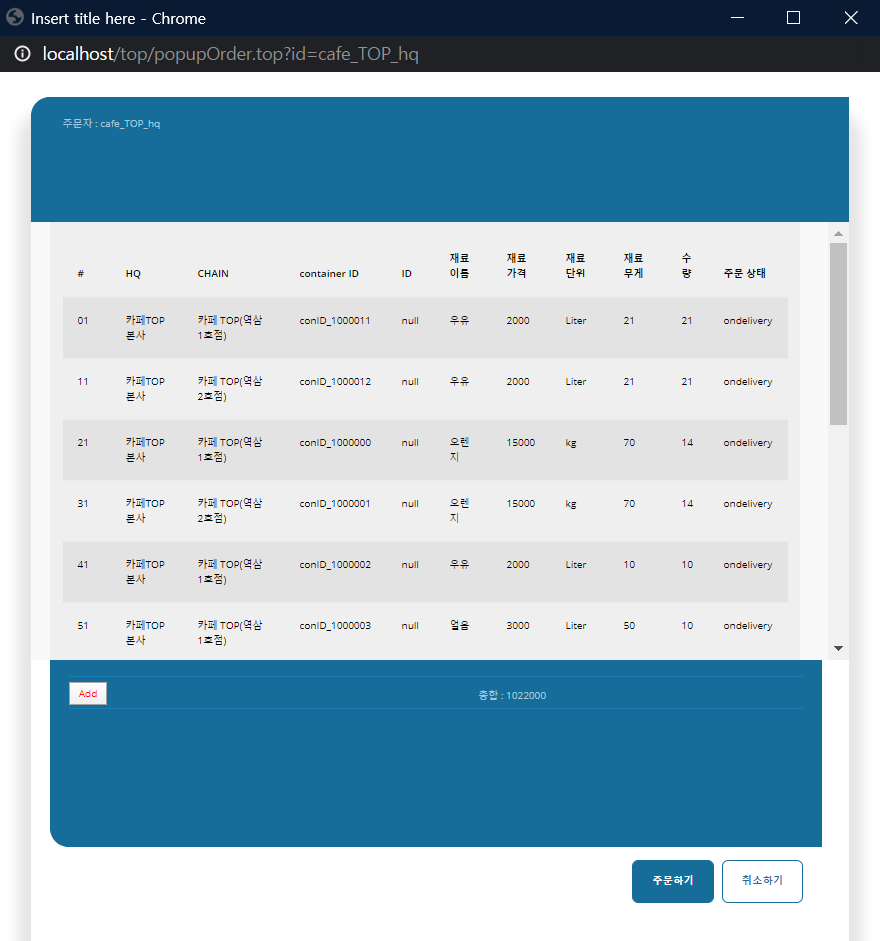 Insert title here - Chrome
localhost/top/popupOrder.top?id=cafe_TOP_hq
주문자 : cafe_TOP_hq
# HQ CHAIN container ID ID 재료 이름 재료 가격 재료 단위 재료 무게 수 량 주문 상태
01 카페TOP 본사 카페 TOP(역삼 1호점) conID_1000011 null 우유 2000 Liter 21 21 ondelivery
11 카페TOP 본사 카페 TOP(역삼 2호점) conID_1000012 null 우유 2000 Liter 21 21 ondelivery
21 카페TOP 본사 카페 TOP(역삼 1호점) conID_1000000 null 오렌 지 15000 kg 70 14 ondelivery
31 카페TOP 본사 카페 TOP(역삼 2호점) conID_1000001 null 오렌 지 15000 kg 70 14 ondelivery
41 카페TOP 본사 카페 TOP(역삼 1호점) conID_1000002 null 우유 2000 Liter 10 10 ondelivery
51 카페TOP 본사 카페 TOP(역삼 1호점) conID_1000003 null 얼음 3000 Liter 50 10 ondelivery
Add 총합 : 1022000
주문하기 취소하기